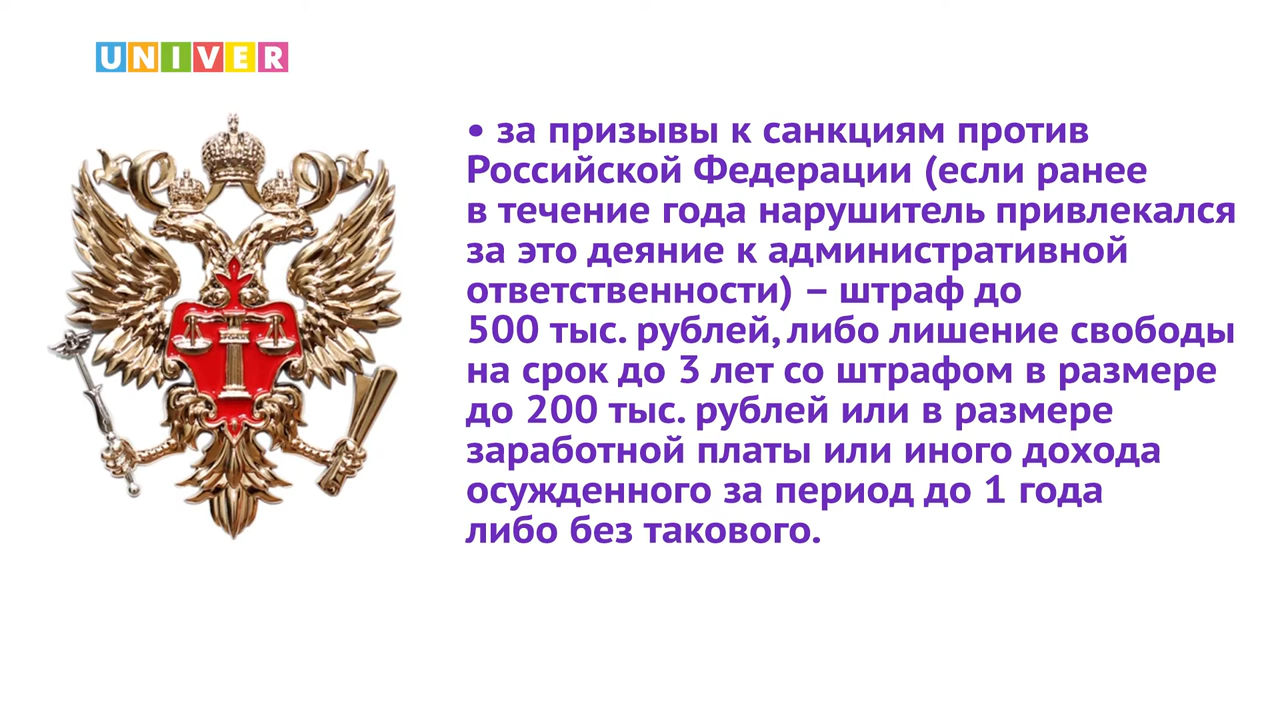 UNIVER
• за призывы к санкциям против
Российской Федерации (если ранее
в течение года нарушитель привлекался
за это деяние к административной
ответственности) – штраф до
500 тыс. рублей, либо лишение свободы
на срок до 3 лет со штрафом в размере
до 200 тыс. рублей или в размере
заработной платы или иного дохода
осужденного за период до 1 года
либо без такового.